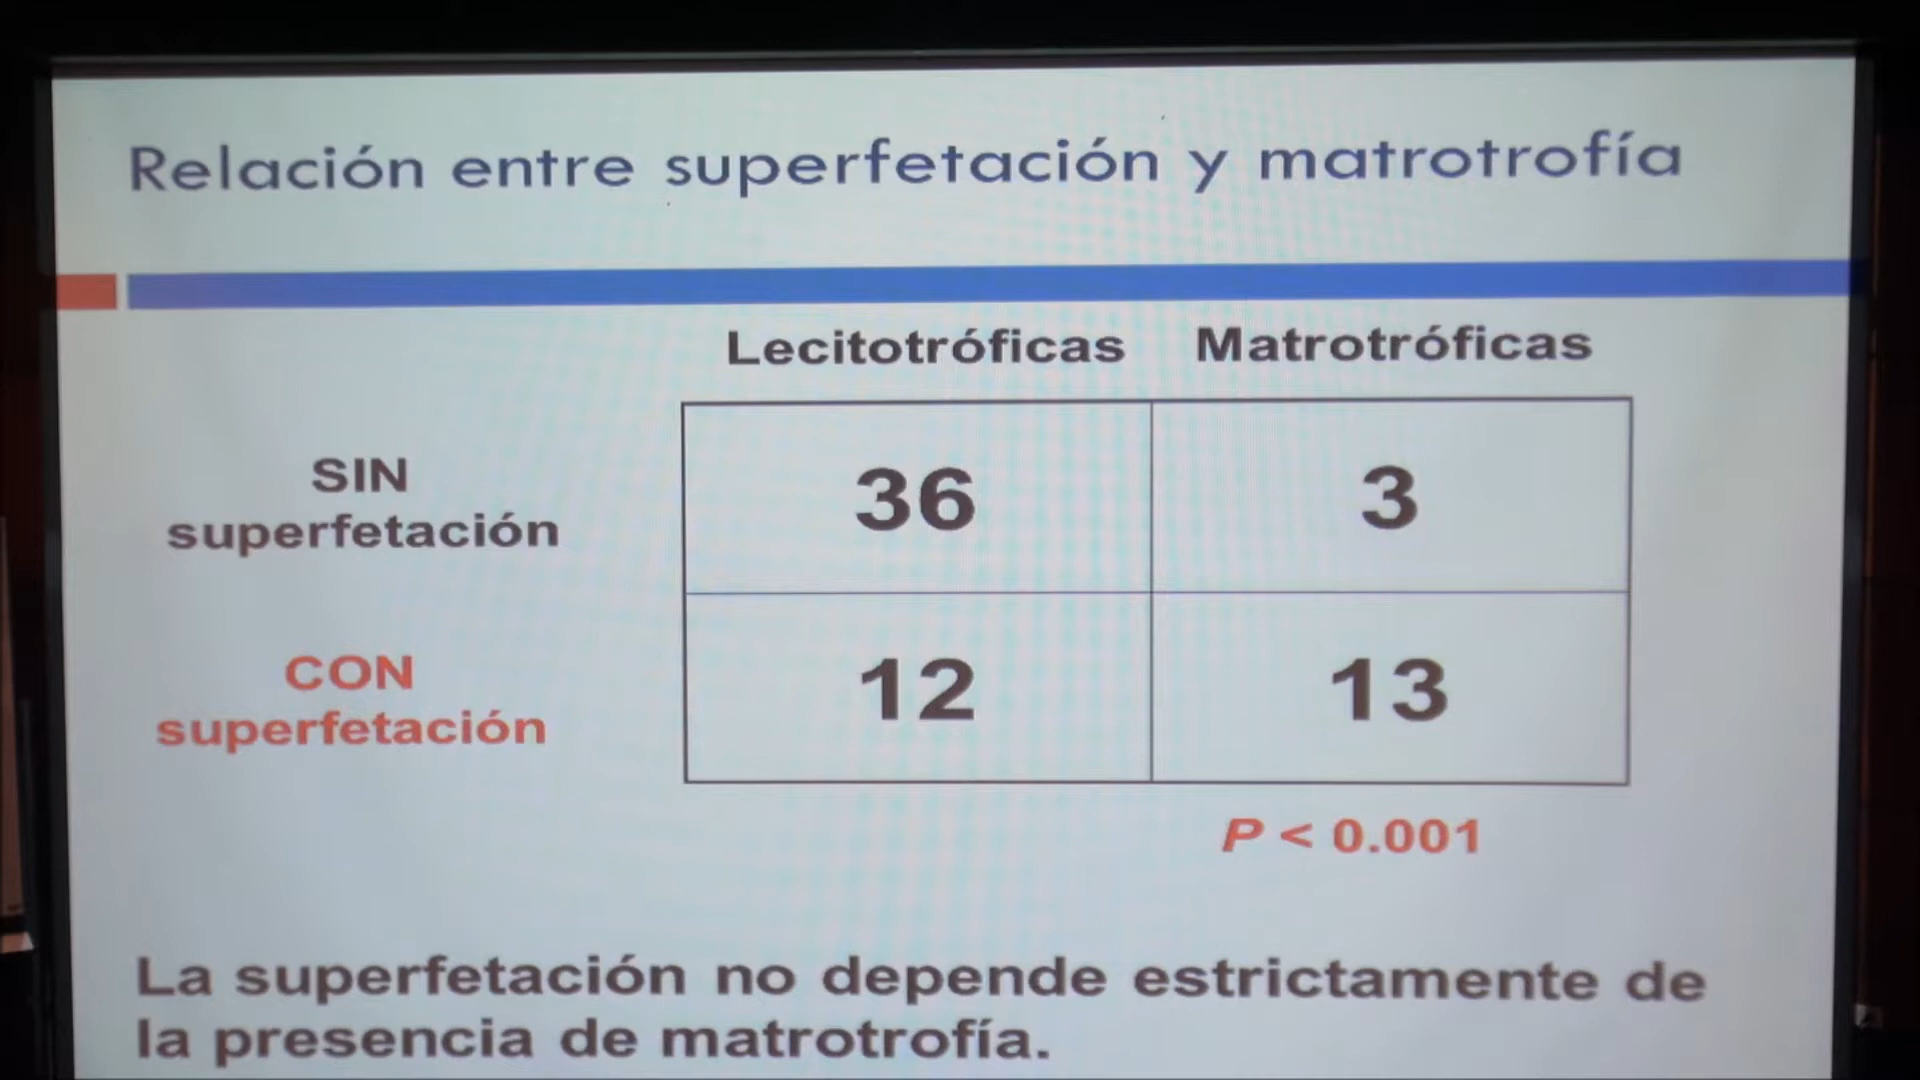 Relación entre superfetación y matrotrofía
Lecitotróficas Matrotróficas
SIN
superfetación
36 3
CON
superfetación
12 13
P < 0.001
La superfetación no depende estrictamente de
la presencia de matrotrofía.